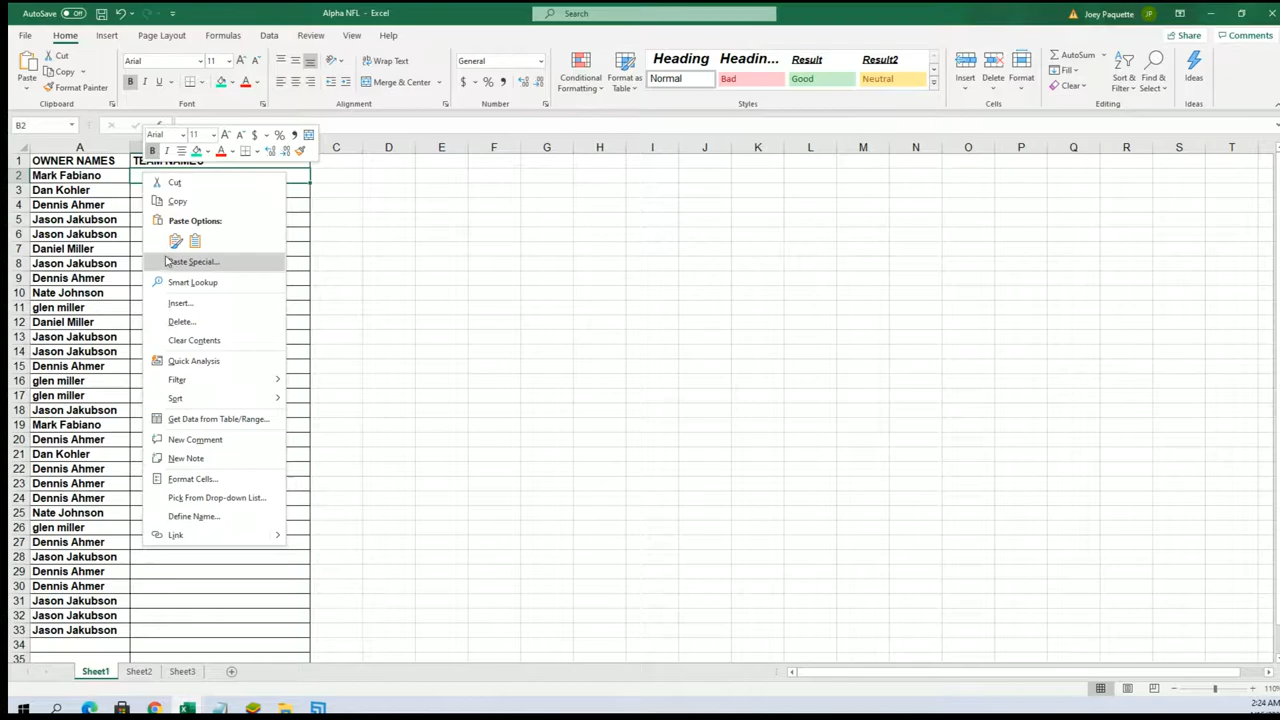 AutoSave Off
Alpha NFL - Excel
Search
Joey Paquette JP
File Home Insert Page Layout Formulas Data Review View Help
Share Comments
Paste
Cut
Copy
Format Painter
Clipboard
Arial 11
B I U
Font
Wrap Text
Merge & Center
Alignment
General
$ % ,
Number
Conditional Formatting
Format as Table
Heading Headin... Result Result2
Normal Bad Good Neutral
Styles
Insert Delete Format
Cells
AutoSum
Fill
Clear
Sort & Filter
Find & Select
Editing
Ideas
Ideas
B2
Arial 11 A A $ % ,
B I A
A C D E F G H I J K L M N O P Q R S T
1 OWNER NAMES TEAM NAMES
2 Mark Fabiano
3 Dan Kohler
4 Dennis Ahmer
5 Jason Jakubson
6 Jason Jakubson
7 Daniel Miller
8 Jason Jakubson
9 Dennis Ahmer
10 Nate Johnson
11 glen miller
12 Daniel Miller
13 Jason Jakubson
14 Jason Jakubson
15 Dennis Ahmer
16 glen miller
17 glen miller
18 Jason Jakubson
19 Mark Fabiano
20 Dennis Ahmer
21 Dan Kohler
22 Dennis Ahmer
23 Dennis Ahmer
24 Dennis Ahmer
25 Nate Johnson
26 glen miller
27 Dennis Ahmer
28 Jason Jakubson
29 Dennis Ahmer
30 Dennis Ahmer
31 Jason Jakubson
32 Jason Jakubson
33 Jason Jakubson
34
35
Cut
Copy
Paste Options:
Paste Special...
Smart Lookup
Insert...
Delete...
Clear Contents
Quick Analysis
Filter
Sort
Get Data from Table/Range...
New Comment
New Note
Format Cells...
Pick From Drop-down List...
Define Name...
Link
Sheet1 Sheet2 Sheet3
110%
2:24 AM